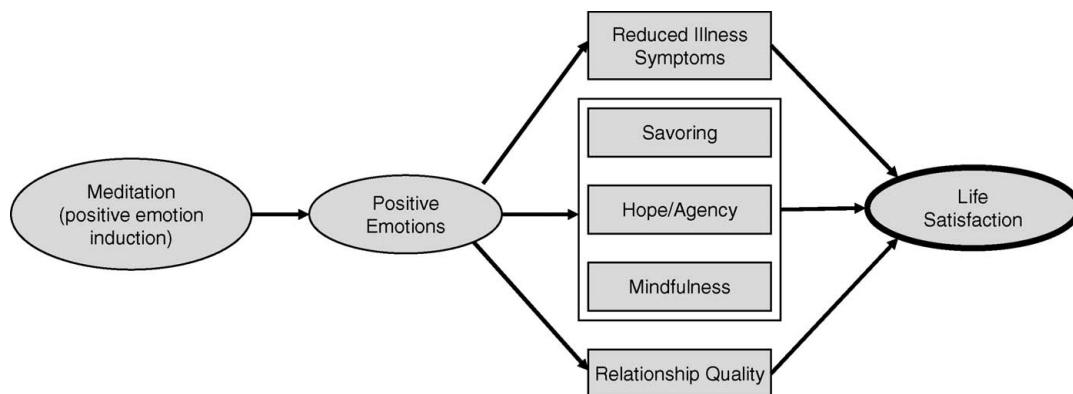 Meditation
(positive emotion
induction)
Positive
Emotions
Reduced Illness
Symptoms
Savoring
Hope/Agency
Mindfulness
Relationship Quality
Life
Satisfaction